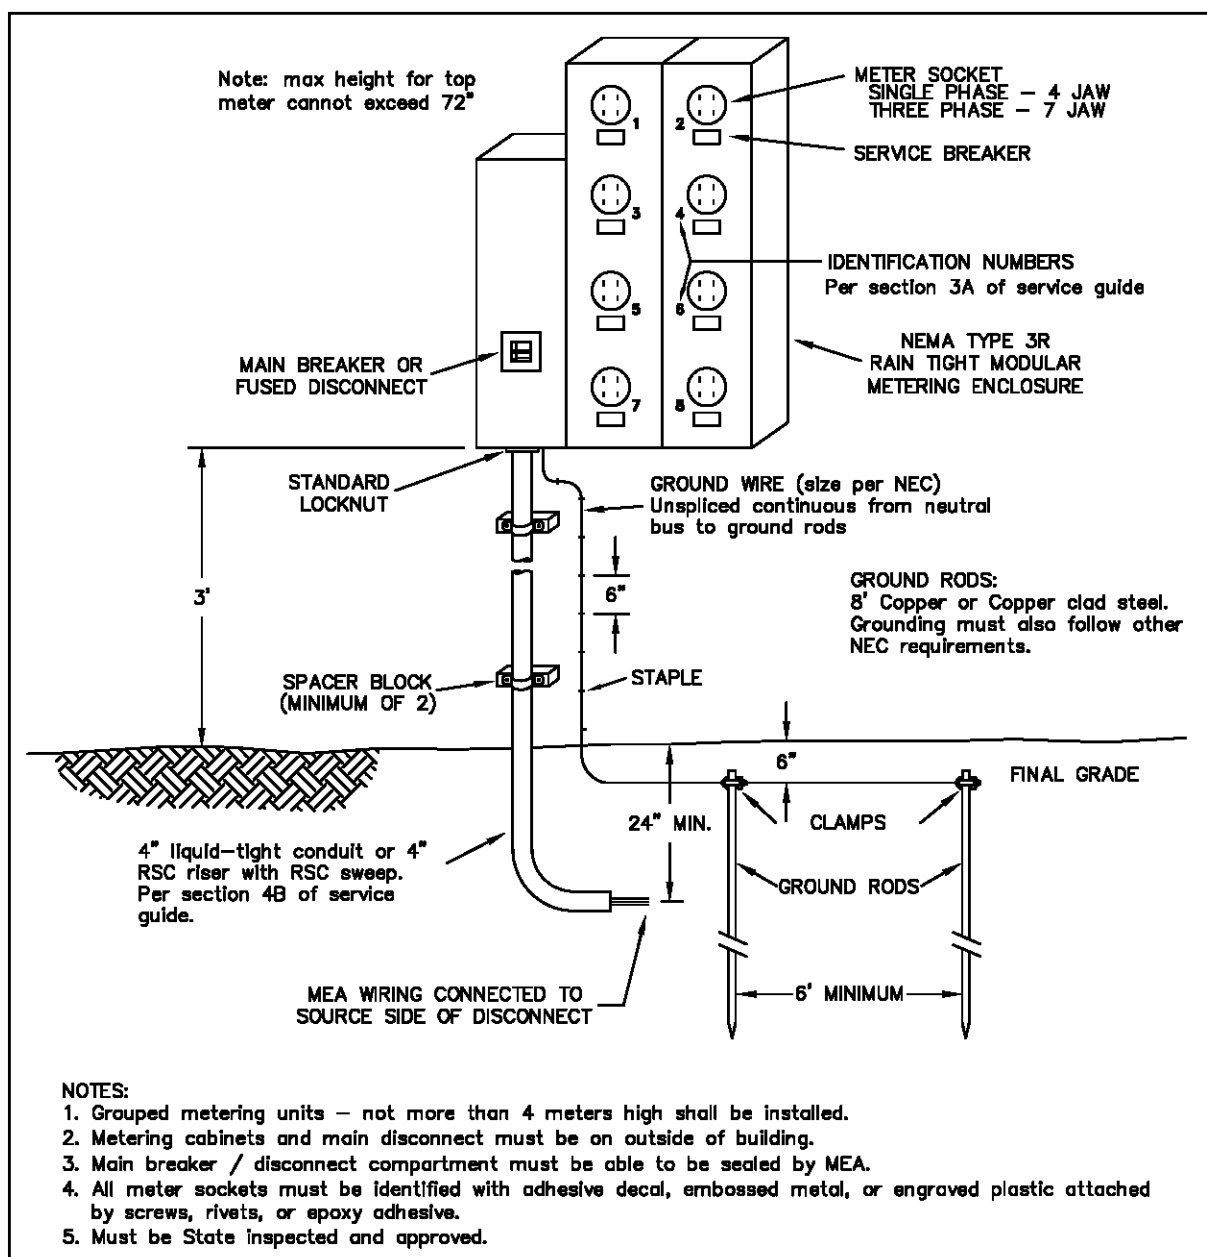 Note: max height for top
meter cannot exceed 72"
METER SOCKET
SINGLE PHASE – 4 JAW
THREE PHASE – 7 JAW
SERVICE BREAKER
1
2
3
4
5
6
7
8
IDENTIFICATION NUMBERS
Per section 3A of service guide
NEMA TYPE 3R
RAIN TIGHT MODULAR
METERING ENCLOSURE
MAIN BREAKER OR
FUSED DISCONNECT
STANDARD
LOCKNUT
GROUND WIRE (size per NEC)
Unspliced continuous from neutral
bus to ground rods
3'
6"
GROUND RODS:
8' Copper or Copper clad steel.
Grounding must also follow other
NEC requirements.
SPACER BLOCK
(MINIMUM OF 2)
STAPLE
6"
FINAL GRADE
24" MIN.
CLAMPS
4" liquid–tight conduit or 4"
RSC riser with RSC sweep.
Per section 4B of service
guide.
GROUND RODS
MEA WIRING CONNECTED TO
SOURCE SIDE OF DISCONNECT
6' MINIMUM
NOTES:
1. Grouped metering units – not more than 4 meters high shall be installed.
2. Metering cabinets and main disconnect must be on outside of building.
3. Main breaker / disconnect compartment must be able to be sealed by MEA.
4. All meter sockets must be identified with adhesive decal, embossed metal, or engraved plastic attached
by screws, rivets, or epoxy adhesive.
5. Must be State inspected and approved.